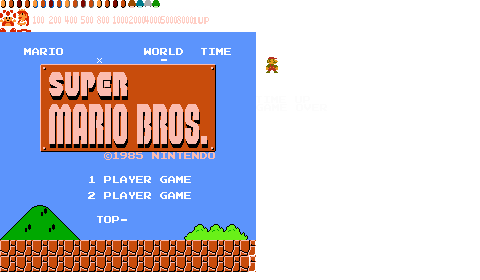 100 200 400 500 800 1000 2000 4000 5000 8000 1UP
MARIO WORLD TIME
× -
SUPER
MARIO BROS.
©1985 NINTENDO
1 PLAYER GAME
2 PLAYER GAME
TOP-